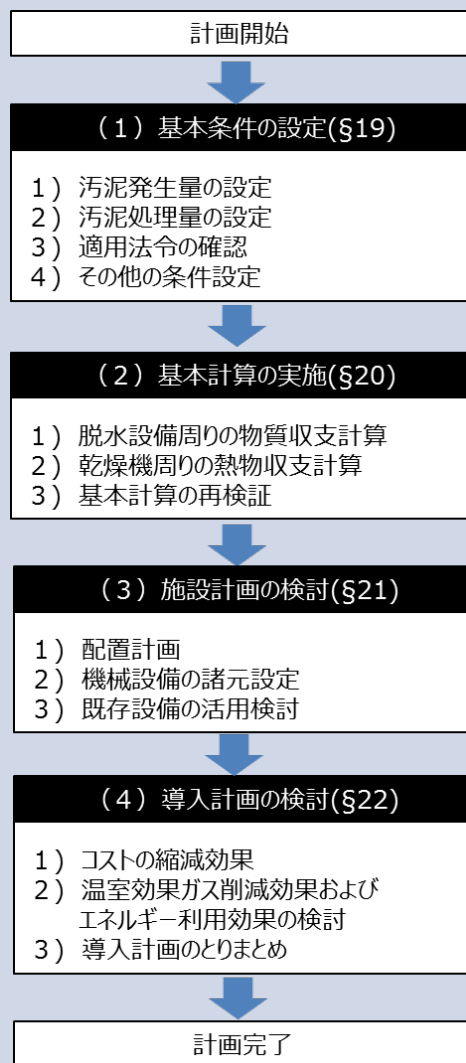 計画開始
（1）基本条件の設定(§19)
1) 汚泥発生量の設定
2) 汚泥処理量の設定
3) 適用法令の確認
4) その他の条件設定
（2）基本計算の実施(§20)
1) 脱水設備周りの物質収支計算
2) 乾燥機周りの熱物収支計算
3) 基本計算の再検証
（3）施設計画の検討(§21)
1) 配置計画
2) 機械設備の諸元設定
3) 既存設備の活用検討
（4）導入計画の検討(§22)
1) コストの縮減効果
2) 温室効果ガス削減効果および
エネルギー利用効果の検討
3) 導入計画のとりまとめ
計画完了